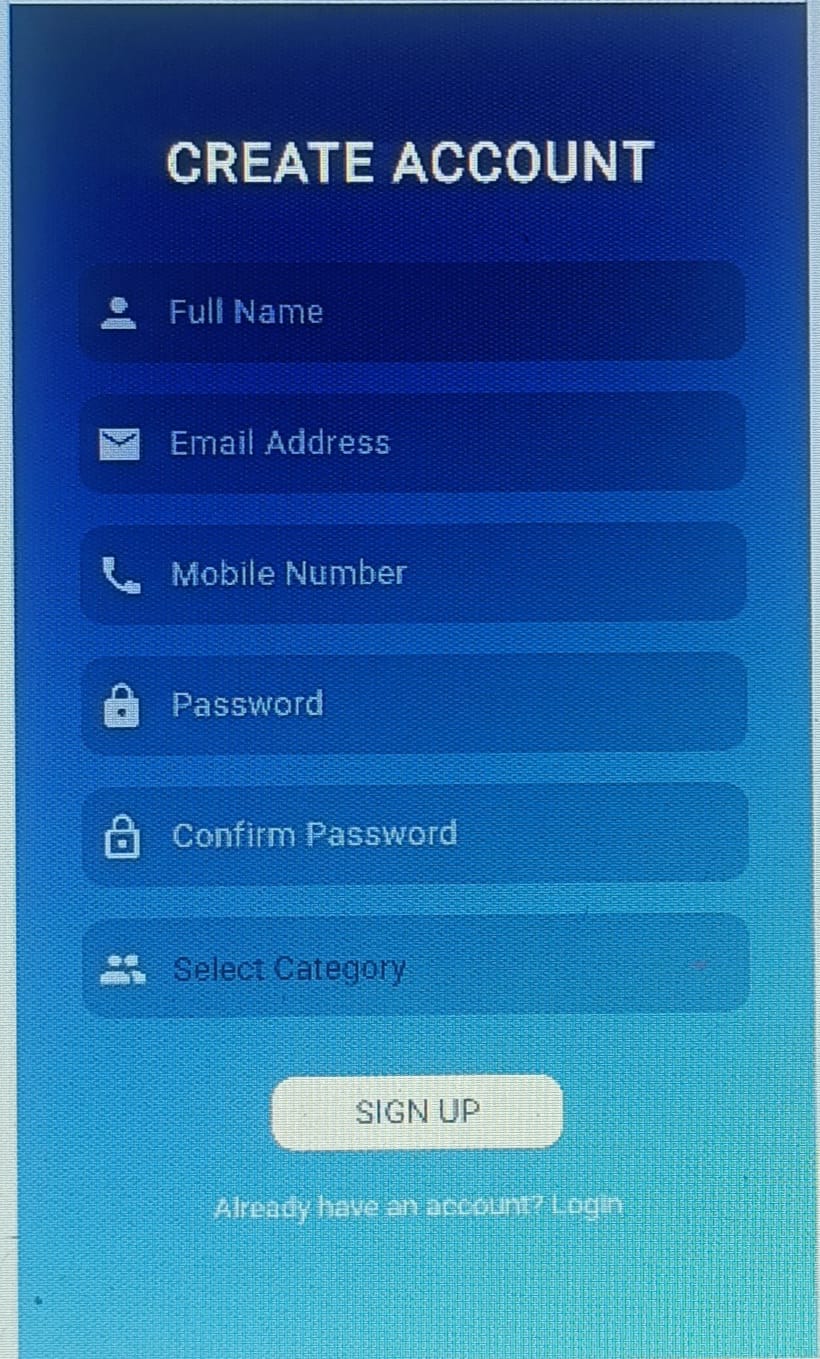 CREATE ACCOUNT
Full Name
Email Address
Mobile Number
Password
Confirm Password
Select Category
SIGN UP
Already have an account? Login